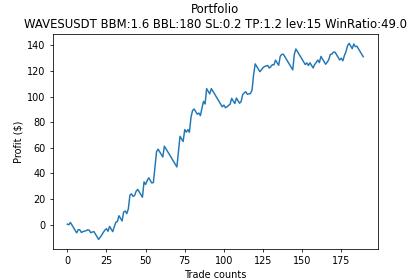 Portfolio
WAVESUSDT BBM:1.6 BBL:180 SL:0.2 TP:1.2 lev:15 WinRatio:49.0
Profit ($)
140
120
100
80
60
40
20
0
0 25 50 75 100 125 150 175
Trade counts